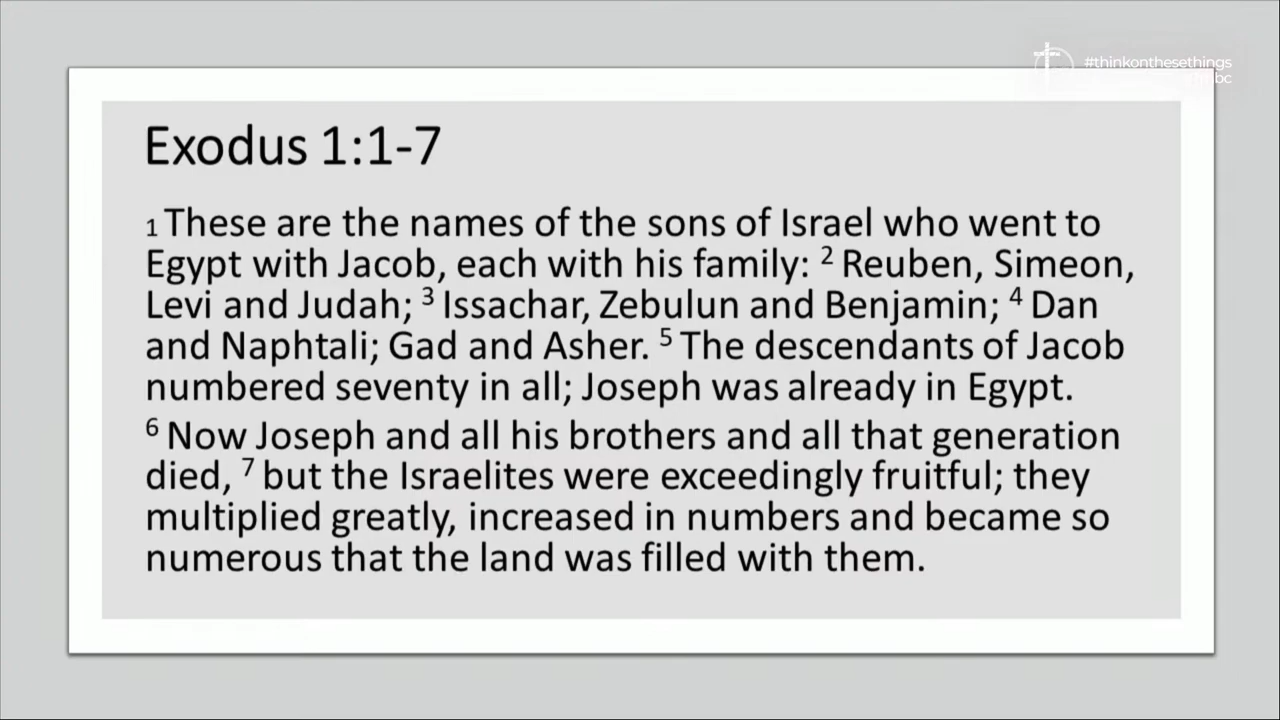 #thinkonthesethings
Exodus 1:1-7
1 These are the names of the sons of Israel who went to
Egypt with Jacob, each with his family: 2 Reuben, Simeon,
Levi and Judah; 3 Issachar, Zebulun and Benjamin; 4 Dan
and Naphtali; Gad and Asher. 5 The descendants of Jacob
numbered seventy in all; Joseph was already in Egypt.
6 Now Joseph and all his brothers and all that generation
died, 7 but the Israelites were exceedingly fruitful; they
multiplied greatly, increased in numbers and became so
numerous that the land was filled with them.